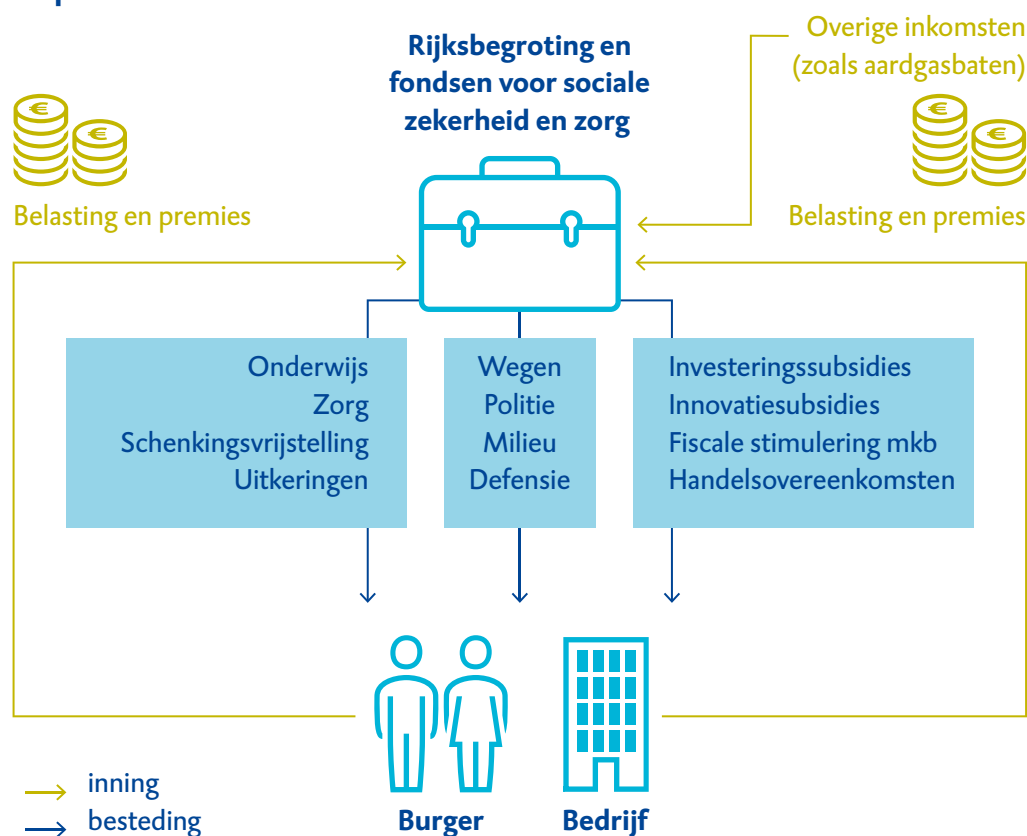 Rijksbegroting en
fondsen voor sociale
zekerheid en zorg
Overige inkomsten
(zoals aardgasbaten)
€
€
Belasting en premies
€
€
Belasting en premies
Onderwijs
Zorg
Schenkingsvrijstelling
Uitkeringen
Wegen
Politie
Milieu
Defensie
Investeringssubsidies
Innovatiesubsidies
Fiscale stimulering mkb
Handelsovereenkomsten
Burger
Bedrijf
inning
besteding